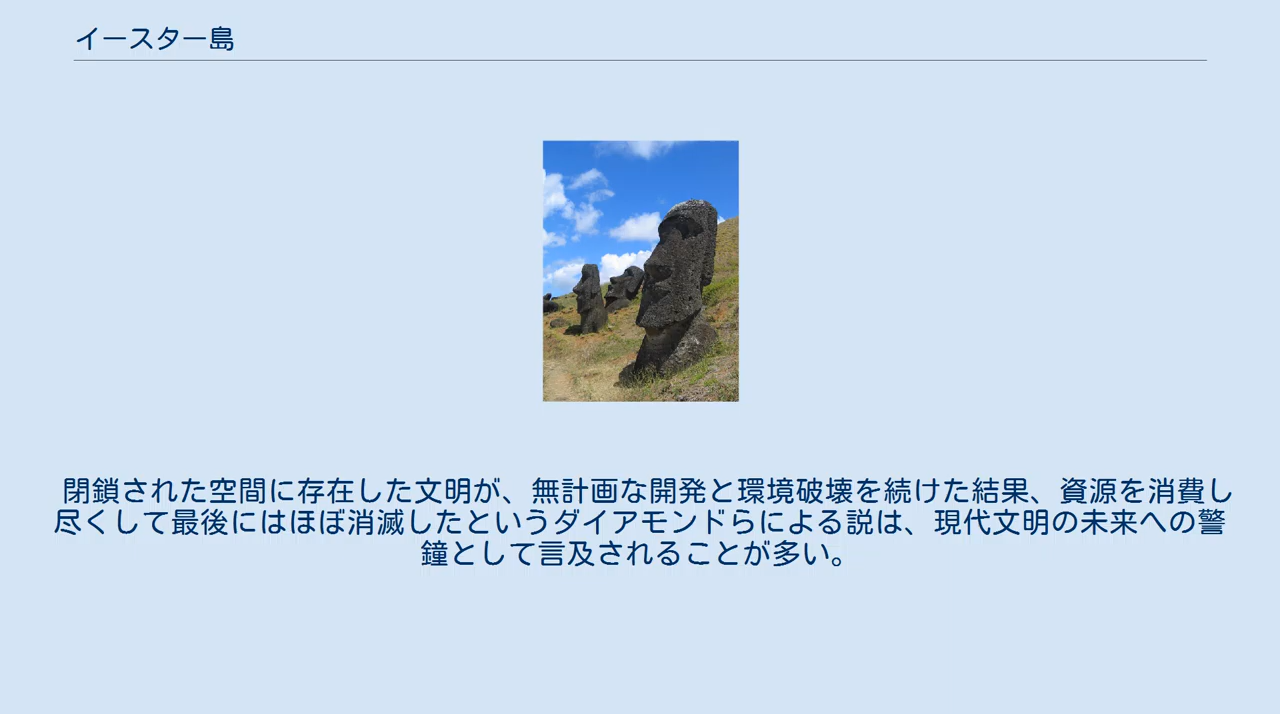 イースター島
閉鎖された空間に存在した文明が、無計画な開発と環境破壊を続けた結果、資源を消費し
尽くして最後にはほぼ消滅したというダイアモンドらによる説は、現代文明の未来への警
鐘として言及されることが多い。